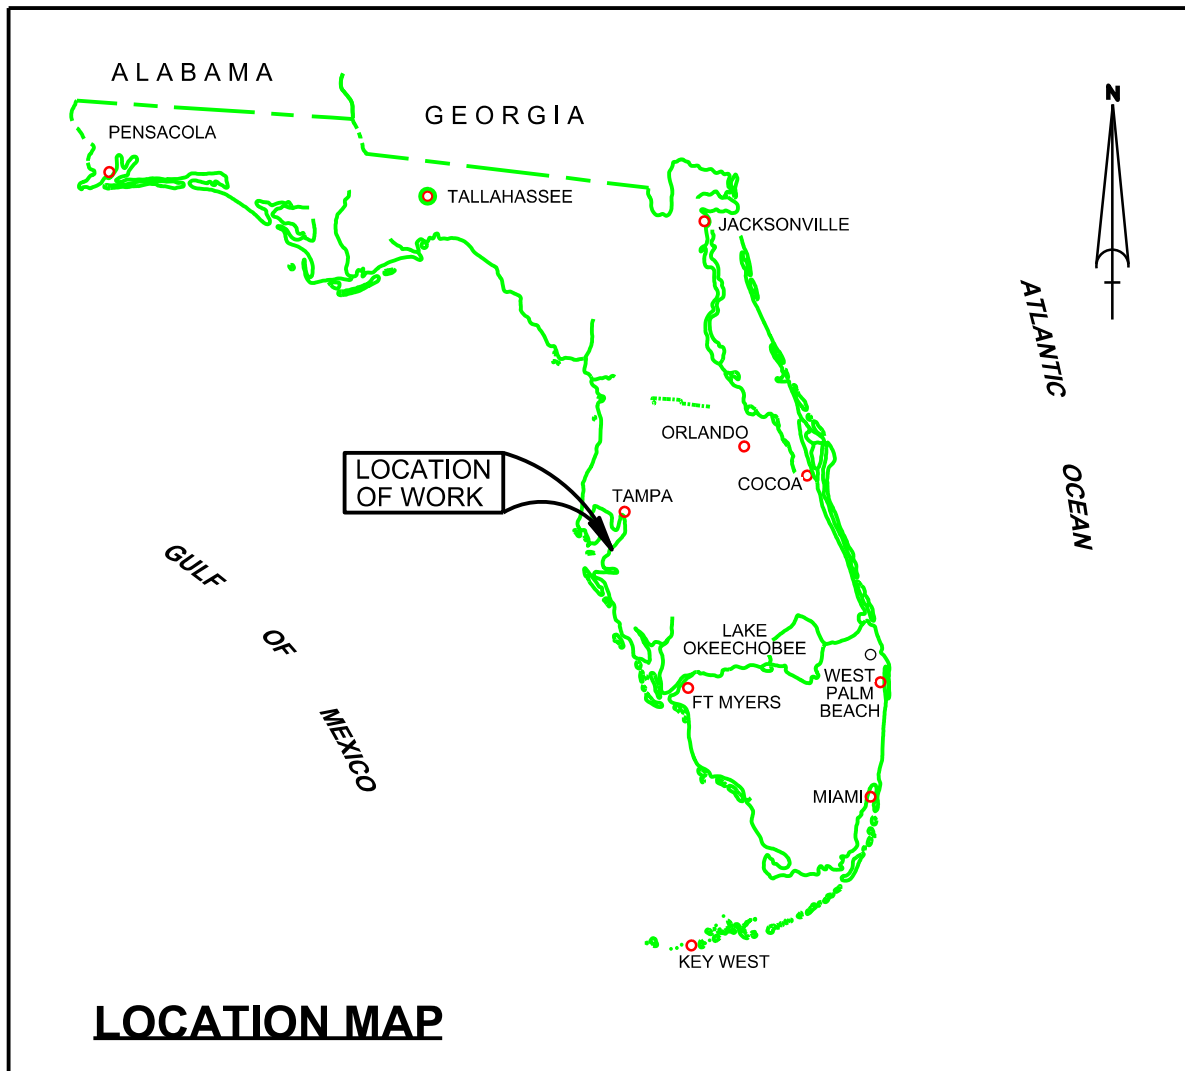 ALABAMA
GEORGIA
N
PENSACOLA
TALLAHASSEE
JACKSONVILLE
ATLANTIC
OCEAN
ORLANDO
COCOA
LOCATION
OF WORK
TAMPA
GULF
OF
MEXICO
LAKE
OKEECHOBEE
WEST
PALM
BEACH
FT MYERS
MIAMI
KEY WEST
LOCATION MAP